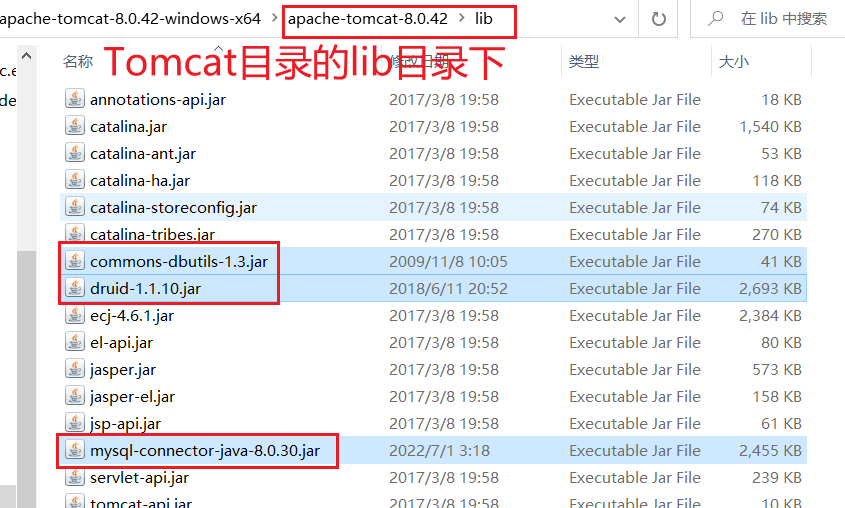 apache-tomcat-8.0.42-windows-x64 > apache-tomcat-8.0.42 > lib 在 lib 中搜索
名称 修改日期 类型 大小
Tomcat目录的lib目录下
c.e
de
annotations-api.jar 2017/3/8 19:58 Executable Jar File 18 KB
catalina.jar 2017/3/8 19:58 Executable Jar File 1,540 KB
catalina-ant.jar 2017/3/8 19:58 Executable Jar File 53 KB
catalina-ha.jar 2017/3/8 19:58 Executable Jar File 118 KB
catalina-storeconfig.jar 2017/3/8 19:58 Executable Jar File 74 KB
catalina-tribes.jar 2017/3/8 19:58 Executable Jar File 270 KB
commons-dbutils-1.3.jar 2009/11/8 10:05 Executable Jar File 41 KB
druid-1.1.10.jar 2018/6/11 20:52 Executable Jar File 2,693 KB
ecj-4.6.1.jar 2017/3/8 19:58 Executable Jar File 2,384 KB
el-api.jar 2017/3/8 19:58 Executable Jar File 80 KB
jasper.jar 2017/3/8 19:58 Executable Jar File 573 KB
jasper-el.jar 2017/3/8 19:58 Executable Jar File 158 KB
jsp-api.jar 2017/3/8 19:58 Executable Jar File 61 KB
mysql-connector-java-8.0.30.jar 2022/7/1 3:18 Executable Jar File 2,455 KB
servlet-api.jar 2017/3/8 19:58 Executable Jar File 239 KB
tomcat-api.jar 2017/3/8 19:58 Executable Jar File 10 KB